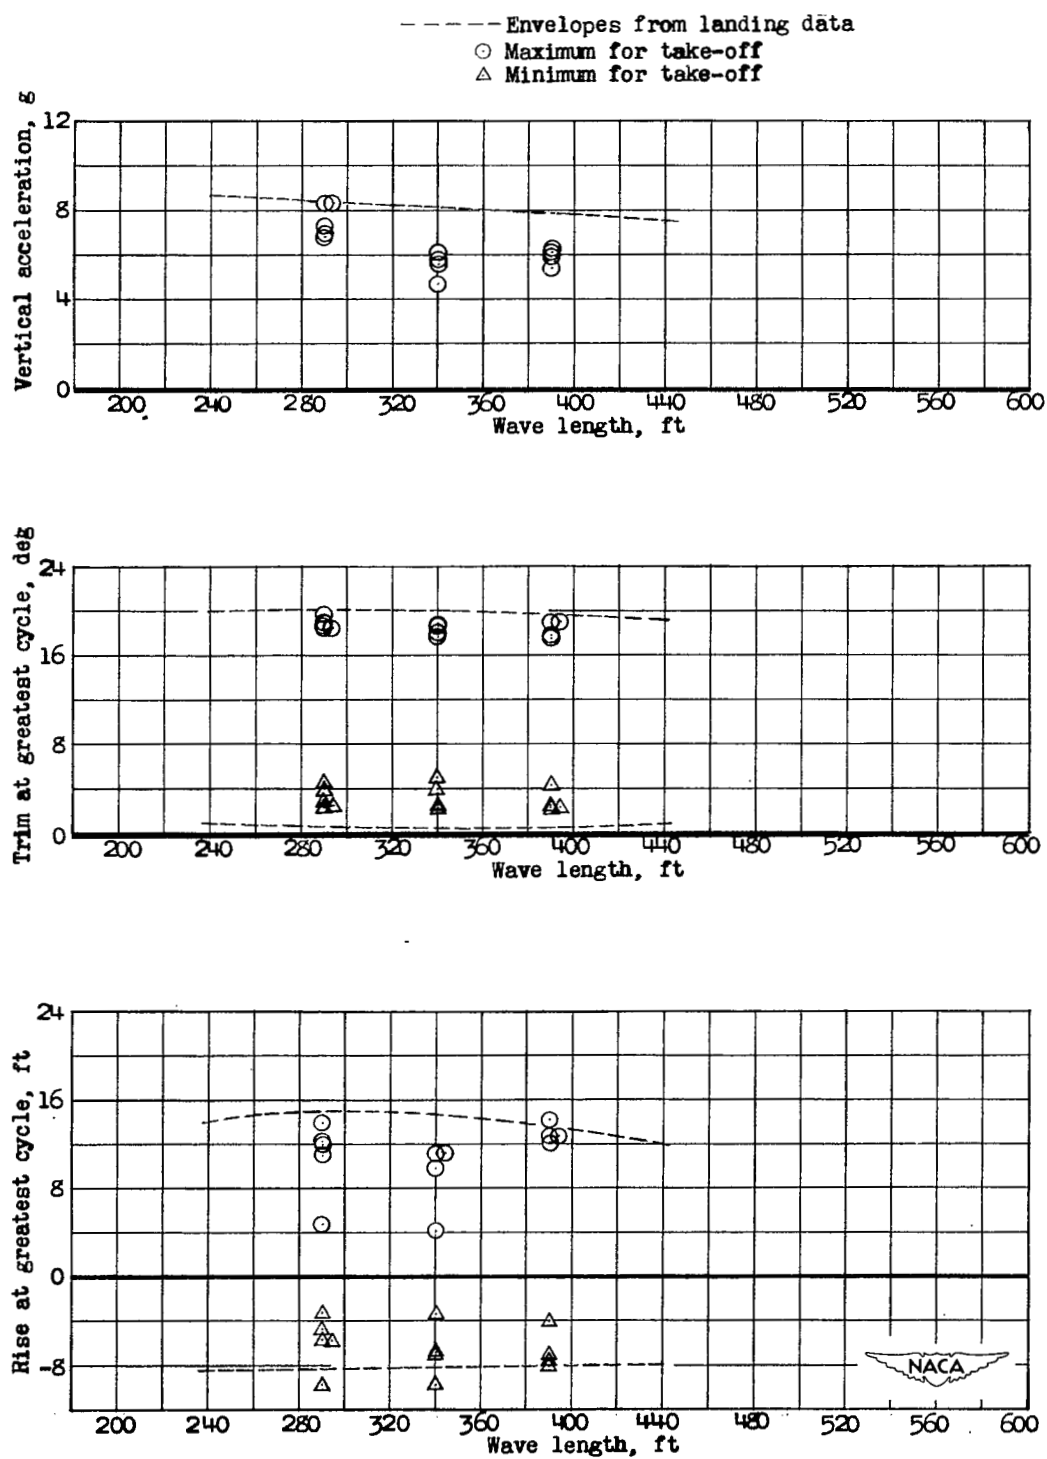 Envelopes from landing data
Maximum for take-off
Minimum for take-off
Vertical acceleration, g
12
8
4
0
200 240 280 320 360 400 440 480 520 560 600
Wave length, ft
Trim at greatest cycle, deg
24
16
8
0
200 240 280 320 360 400 440 480 520 560 600
Wave length, ft
Rise at greatest cycle, ft
24
16
8
0
-8
NACA
200 240 280 320 360 400 440 480 520 560 600
Wave length, ft